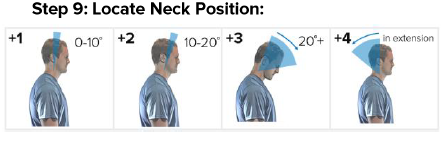 Step 9: Locate Neck Position:
+1 0-10° +2 10-20° +3 20°+ +4 in extension